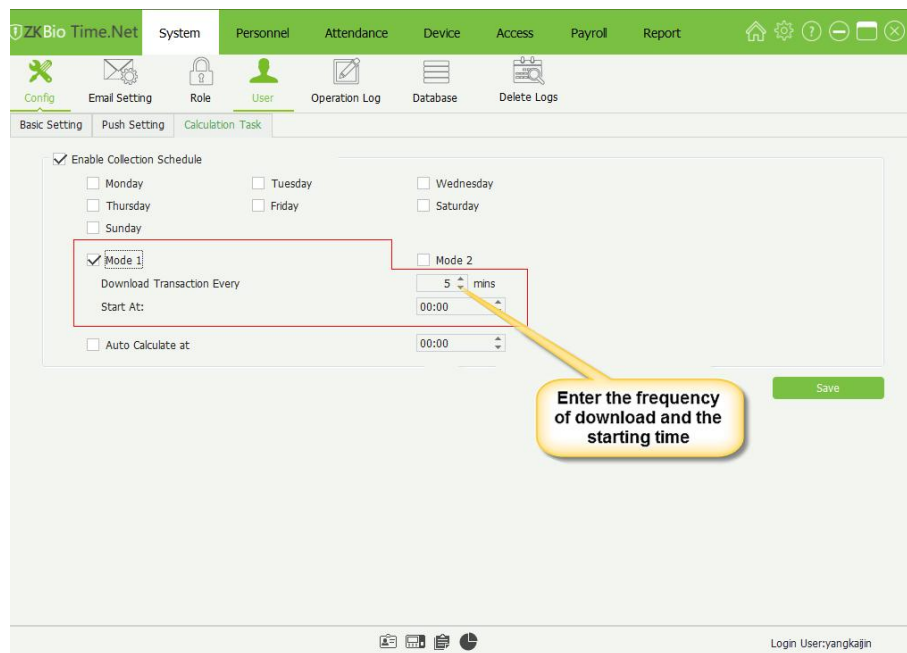 ZKBio Time.Net System Personnel Attendance Device Access Payroll Report
Config Email Setting Role User Operation Log Database Delete Logs
Basic Setting Push Setting Calculation Task
Enable Collection Schedule
Monday Tuesday Wednesday
Thursday Friday Saturday
Sunday
Mode 1 Mode 2
Download Transaction Every 5 mins
Start At: 00:00
Auto Calculate at 00:00
Save
Enter the frequency
of download and the
starting time
Login User:yangkaijin